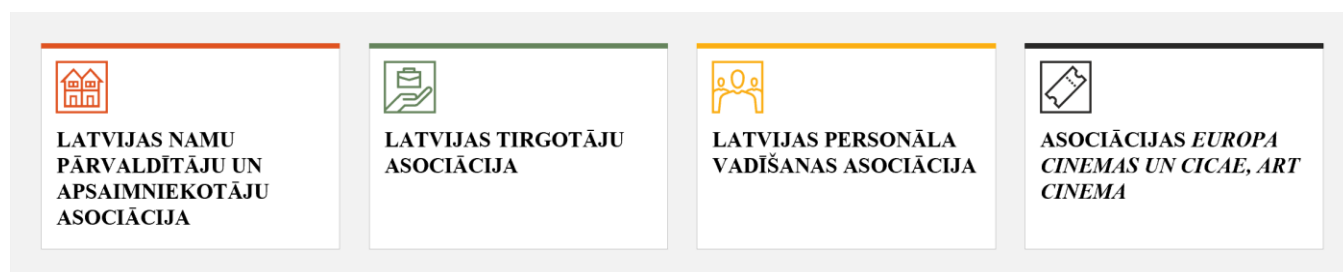 LATVIJAS NAMU
PĀRVALDĪTĀJU UN
APSAIMNIEKOTĀJU
ASOCIĀCIJA
LATVIJAS TIRGOTĀJU
ASOCIĀCIJA
LATVIJAS PERSONĀLA
VADĪŠANAS ASOCIĀCIJA
ASOCIĀCIJAS EUROPA
CINEMAS UN CICAE, ART
CINEMA